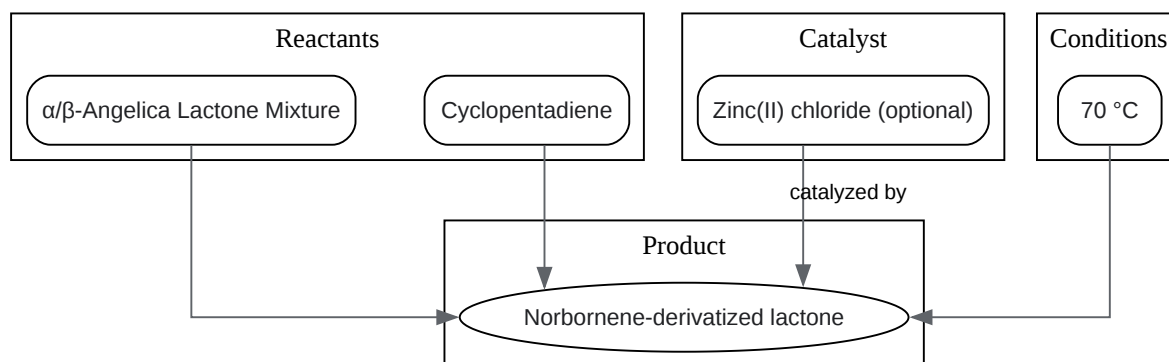 Reactants
Catalyst
Conditions
α/β-Angelica Lactone Mixture
Cyclopentadiene
Zinc(II) chloride (optional)
70 °C
catalyzed by
Product
Norbornene-derivatized lactone